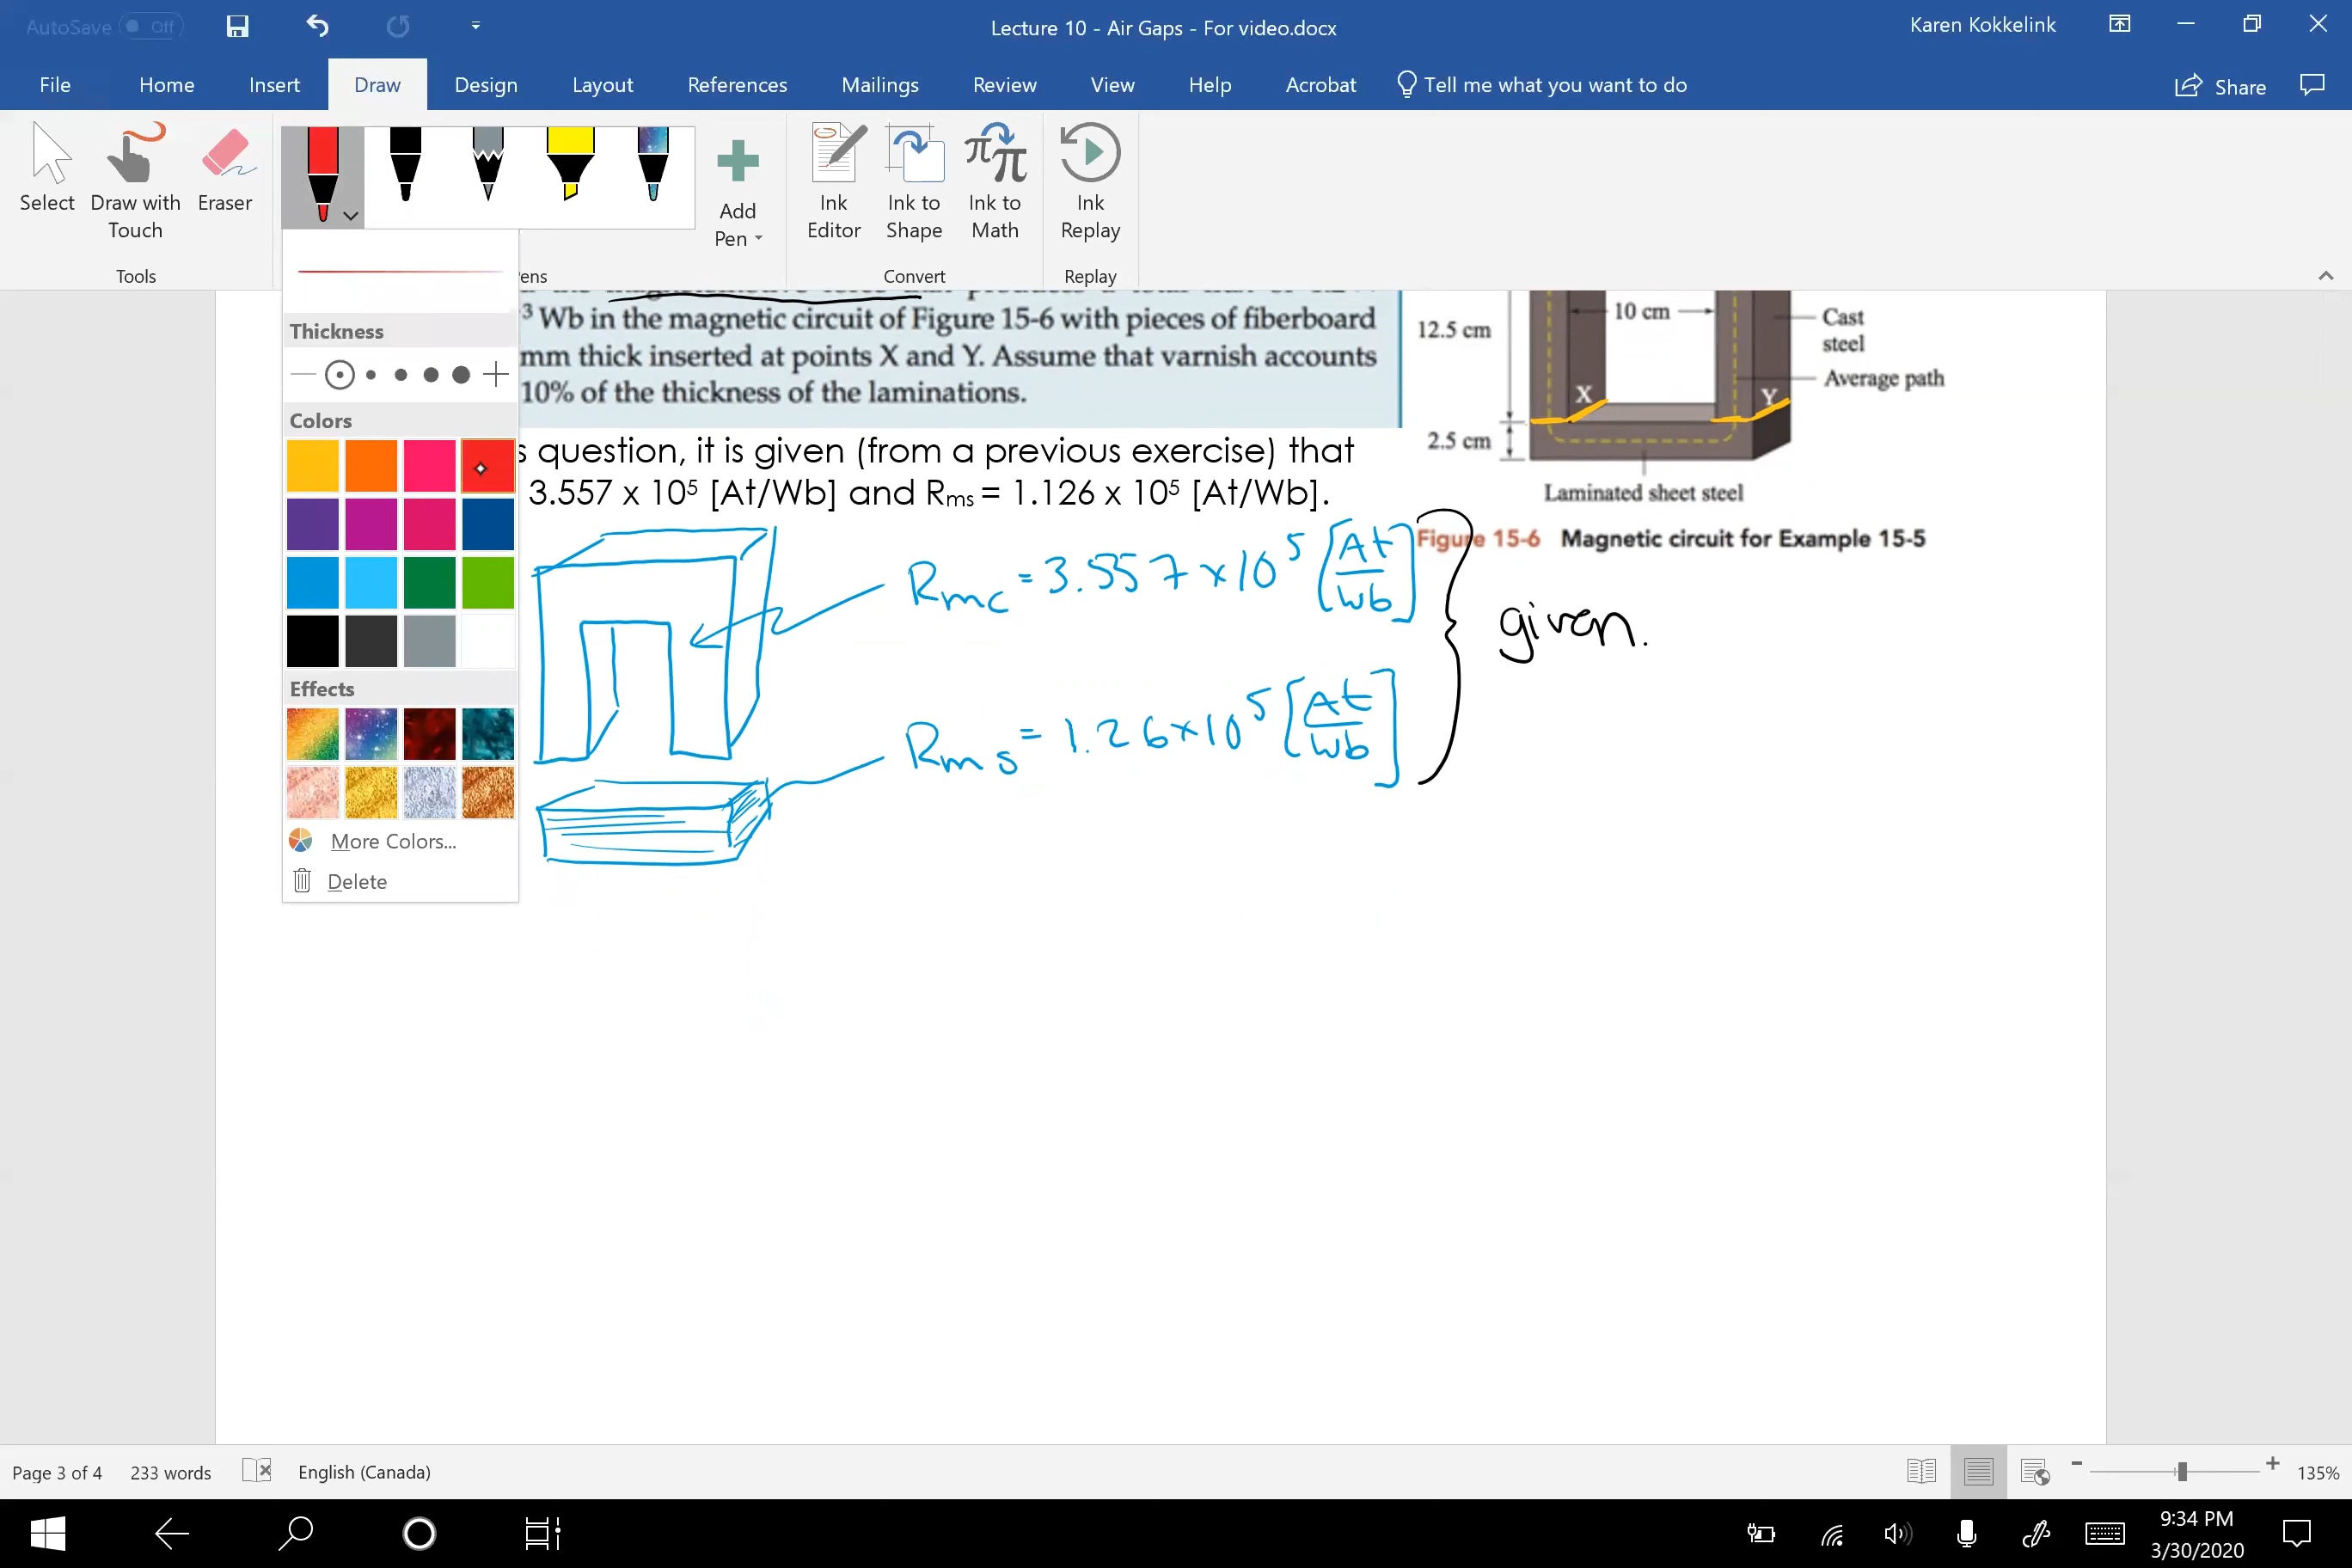 AutoSave Off
Lecture 10 - Air Gaps - For video.docx
Karen Kokkelink
File Home Insert Draw Design Layout References Mailings Review View Help Acrobat Tell me what you want to do Share
Select
Draw with Touch
Eraser
Add Pen
Ink Editor
Ink to Shape
Ink to Math
Ink Replay
Tools
ens
Convert
Replay
Thickness
Colors
Effects
More Colors...
Delete
³ Wb in the magnetic circuit of Figure 15-6 with pieces of fiberboard
mm thick inserted at points X and Y. Assume that varnish accounts
10% of the thickness of the laminations.
s question, it is given (from a previous exercise) that
3.557 x 10⁵ [At/Wb] and Rms = 1.126 x 10⁵ [At/Wb].
10 cm
12.5 cm
Cast steel
Average path
X
Y
2.5 cm
Laminated sheet steel
Figure 15-6 Magnetic circuit for Example 15-5
Rmc = 3.557 x 10⁵ [At/Wb]
given.
Rms = 1.26 x 10⁵ [At/Wb]
Page 3 of 4 233 words English (Canada)
135%
9:34 PM
3/30/2020